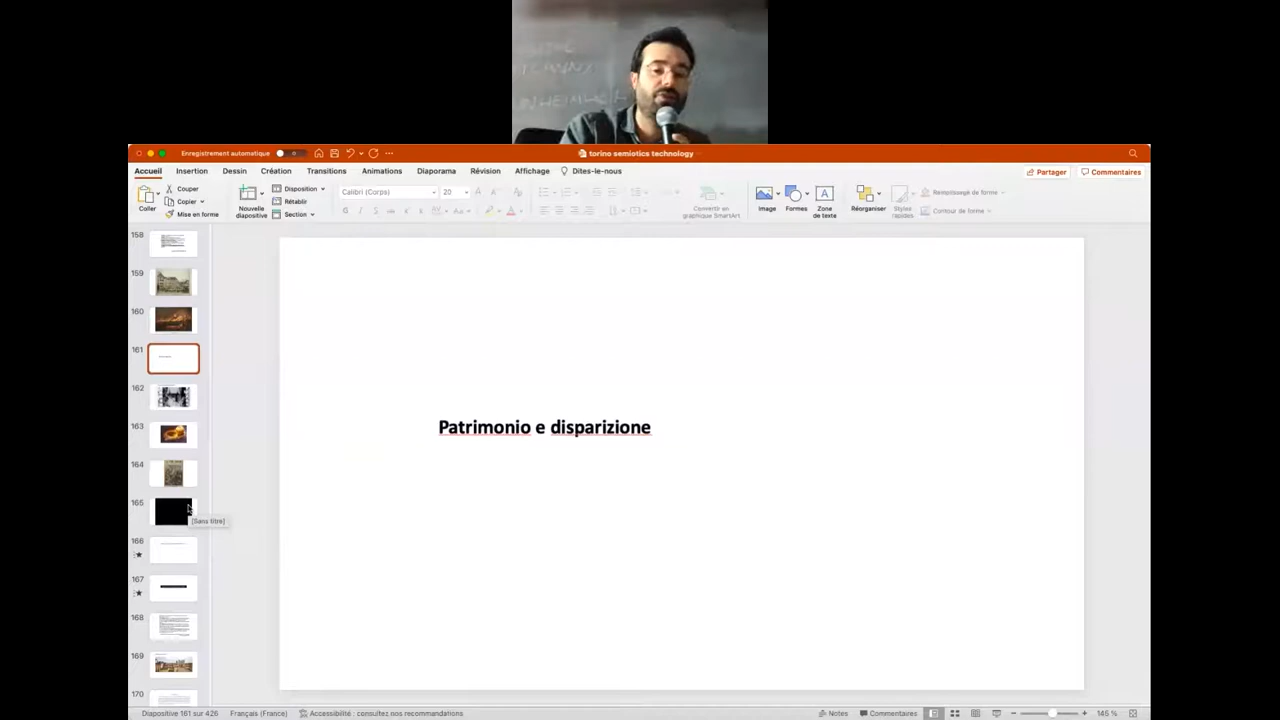 Enregistrement automatique
torino semiotics technology
Accueil Insertion Dessin Création Transitions Animations Diaporama Révision Affichage Dites-le-nous
Partager Commentaires
Coller
Couper
Copier
Mise en forme
Nouvelle
diapositive
Disposition
Rétablir
Section
Calibri (Corps) 20
Convertir en
graphique SmartArt
Image
Formes
Zone
de texte
Réorganiser
Styles
rapides
Remplissage de forme
Contour de forme
158
159
160
161
162
163
164
165
[Sans titre]
166
167
168
169
170
Patrimonio e disparizione
Diapositive 161 sur 426 Français (France) Accessibilité : consultez nos recommandations
Notes Commentaires 145 %